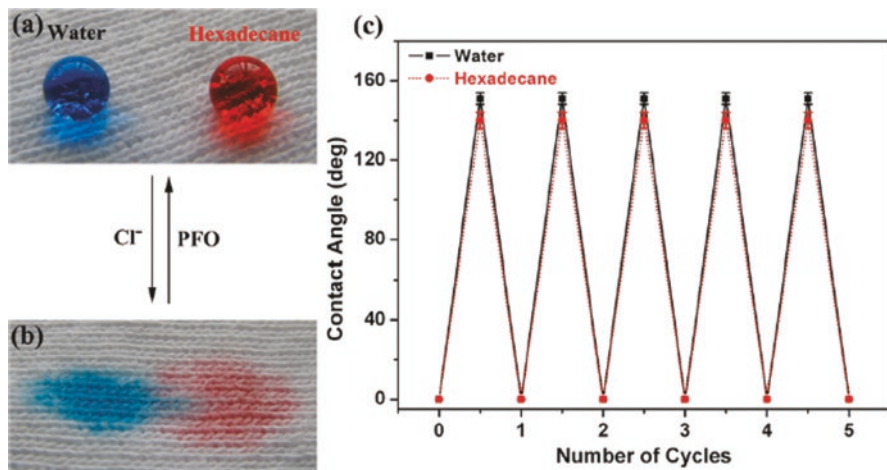 (a)
Water
Hexadecane
Cl⁻
PFO
(b)
(c)
Water
Hexadecane
Contact Angle (deg)
160
120
80
40
0
0 1 2 3 4 5
Number of Cycles